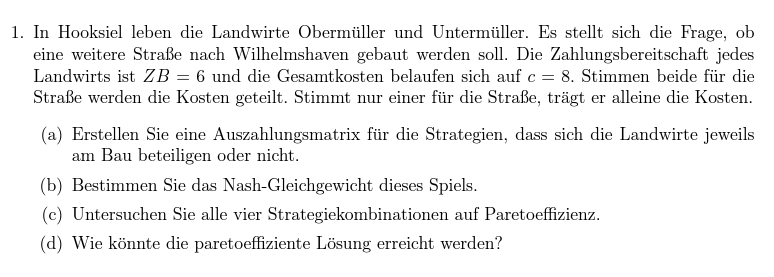 1. In Hooksiel leben die Landwirte Obermüller und Untermüller. Es stellt sich die Frage, ob
eine weitere Straße nach Wilhelmshaven gebaut werden soll. Die Zahlungsbereitschaft jedes
Landwirts ist ZB = 6 und die Gesamtkosten belaufen sich auf c = 8. Stimmen beide für die
Straße werden die Kosten geteilt. Stimmt nur einer für die Straße, trägt er alleine die Kosten.
(a) Erstellen Sie eine Auszahlungsmatrix für die Strategien, dass sich die Landwirte jeweils
am Bau beteiligen oder nicht.
(b) Bestimmen Sie das Nash-Gleichgewicht dieses Spiels.
(c) Untersuchen Sie alle vier Strategiekombinationen auf Paretoeffizienz.
(d) Wie könnte die paretoeffiziente Lösung erreicht werden?